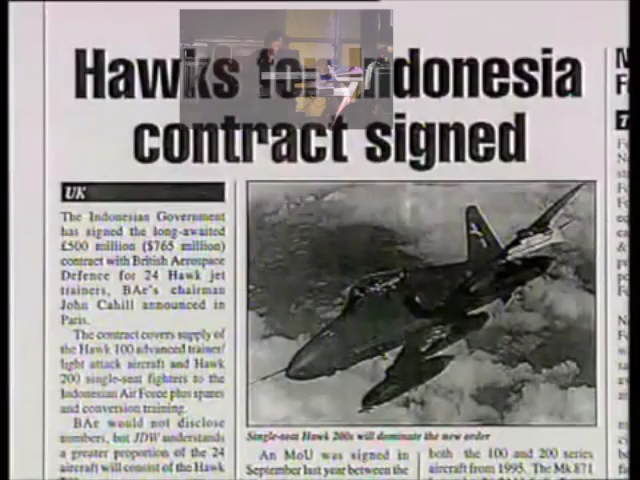 Hawks for Indonesia
contract signed
UK
The Indonesian Government
has signed the long-awaited
£500 million ($765 million)
contract with British Aerospace
Defence for 24 Hawk jet
trainers, BAe's chairman
John Cahill announced in
Paris.
The contract covers supply of
the Hawk 100 advanced trainer/
light attack aircraft and Hawk
200 single-seat fighters to the
Indonesian Air Force plus spares
and conversion training.
BAe would not disclose
numbers, but JDW understands
a greater proportion of the 24
aircraft will consist of the Hawk
Single-seat Hawk 200s will dominate the new order
An MoU was signed in
September last year between the
both the 100 and 200 series
aircraft from 1995. The Mk 871